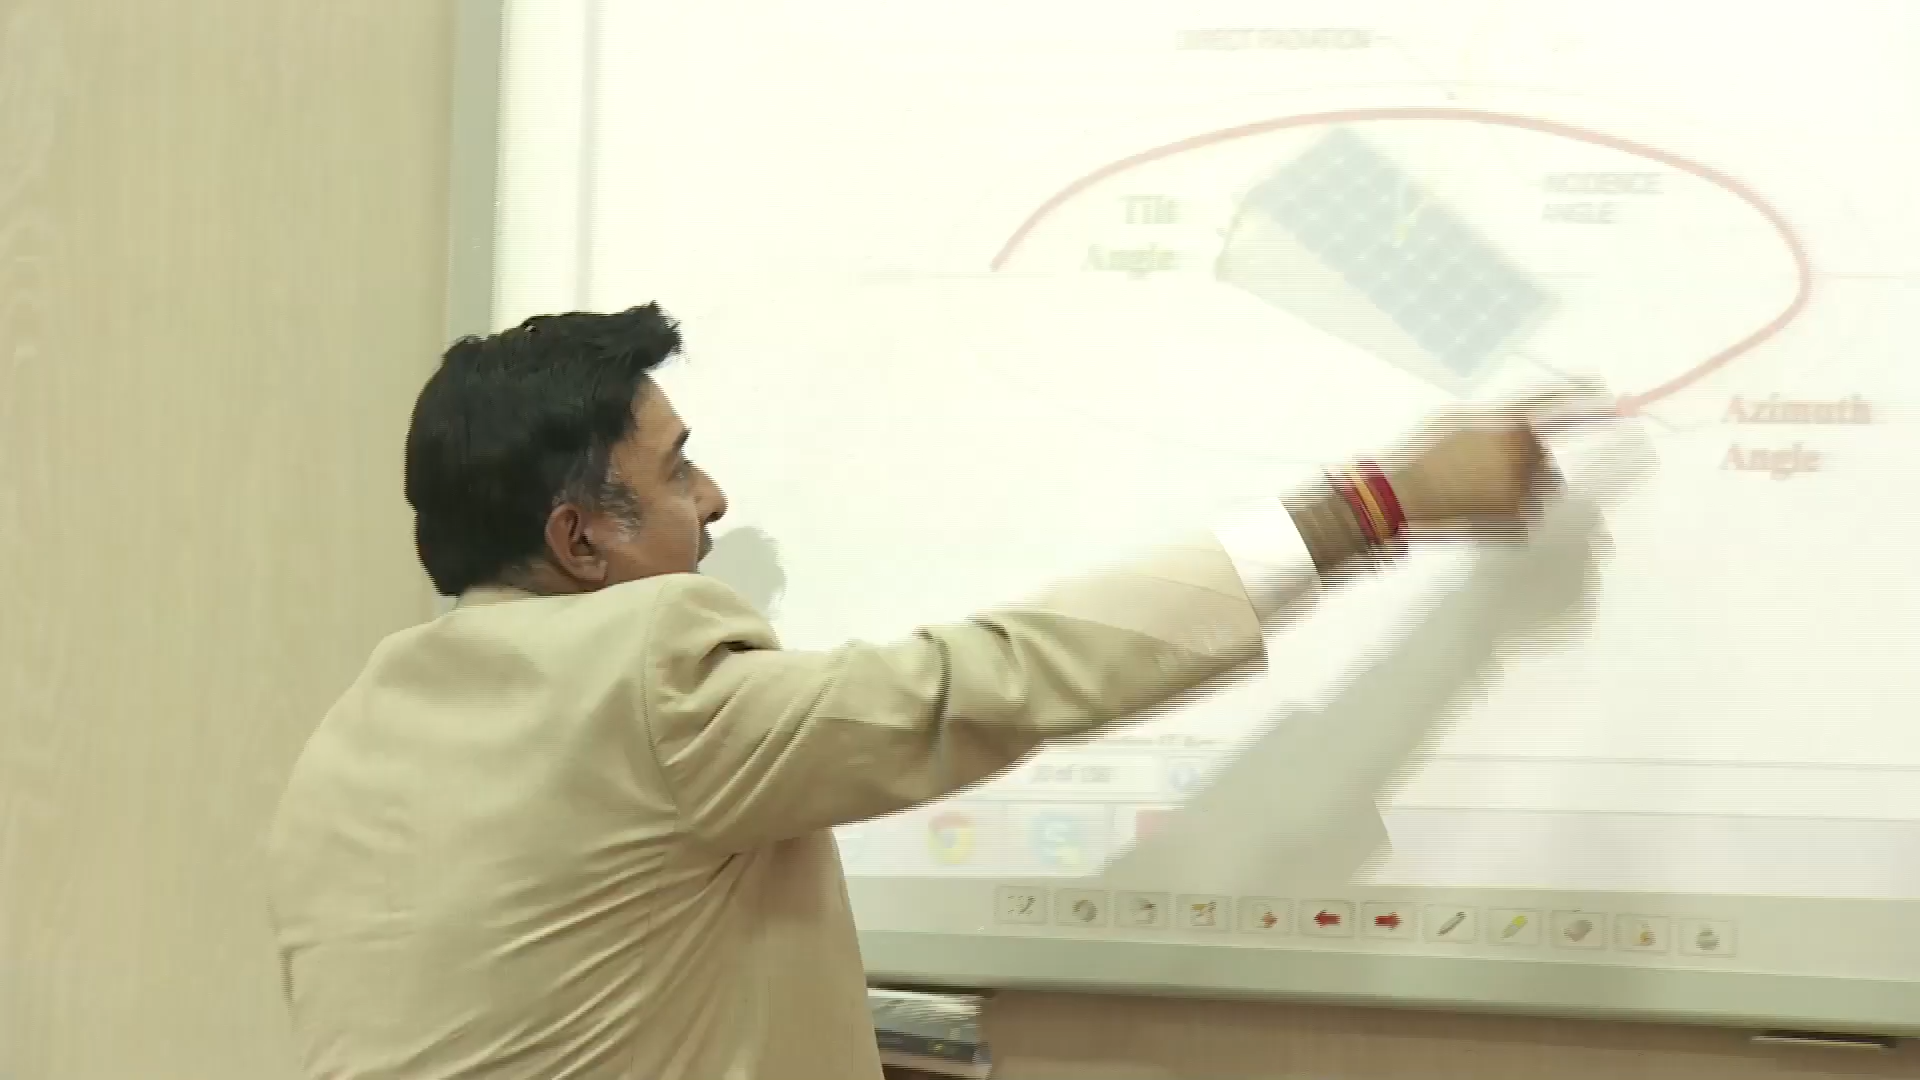 DIRECT RADIATION
Tilt
Angle
INCIDENCE
ANGLE
Azimuth
Angle